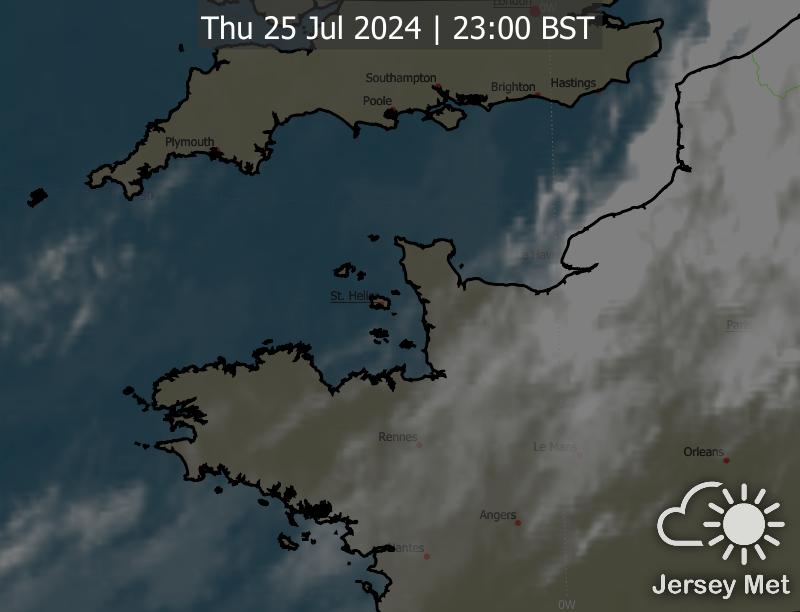 London
0W
Thu 25 Jul 2024 | 23:00 BST
Southampton
Brighton
Hastings
Poole
Plymouth
St. Helier
Rennes
Le Mans
Orleans
Angers
Nantes
Jersey Met
0W